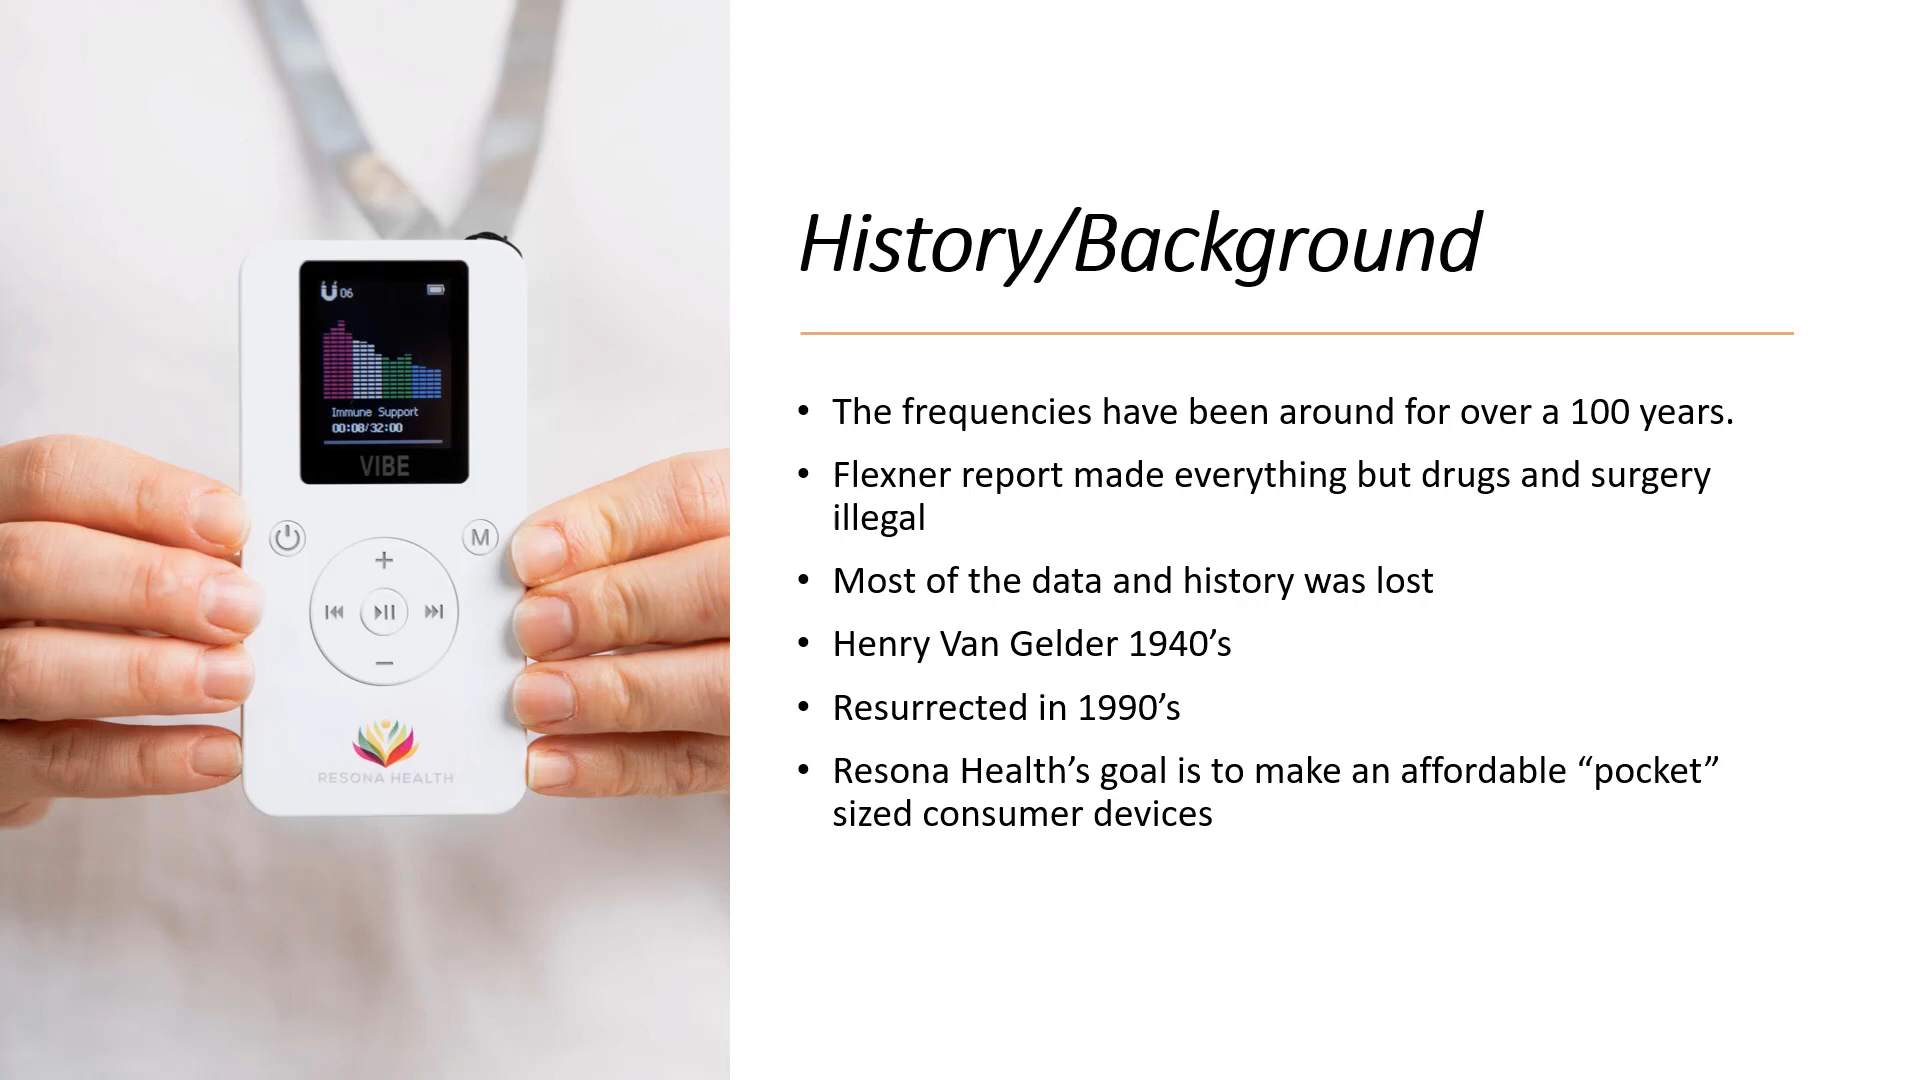 06
Immune Support
00:08/32:00
VIBE
M
RESONA HEALTH
History/Background
• The frequencies have been around for over a 100 years.
• Flexner report made everything but drugs and surgery
illegal
• Most of the data and history was lost
• Henry Van Gelder 1940’s
• Resurrected in 1990’s
• Resona Health’s goal is to make an affordable “pocket”
sized consumer devices